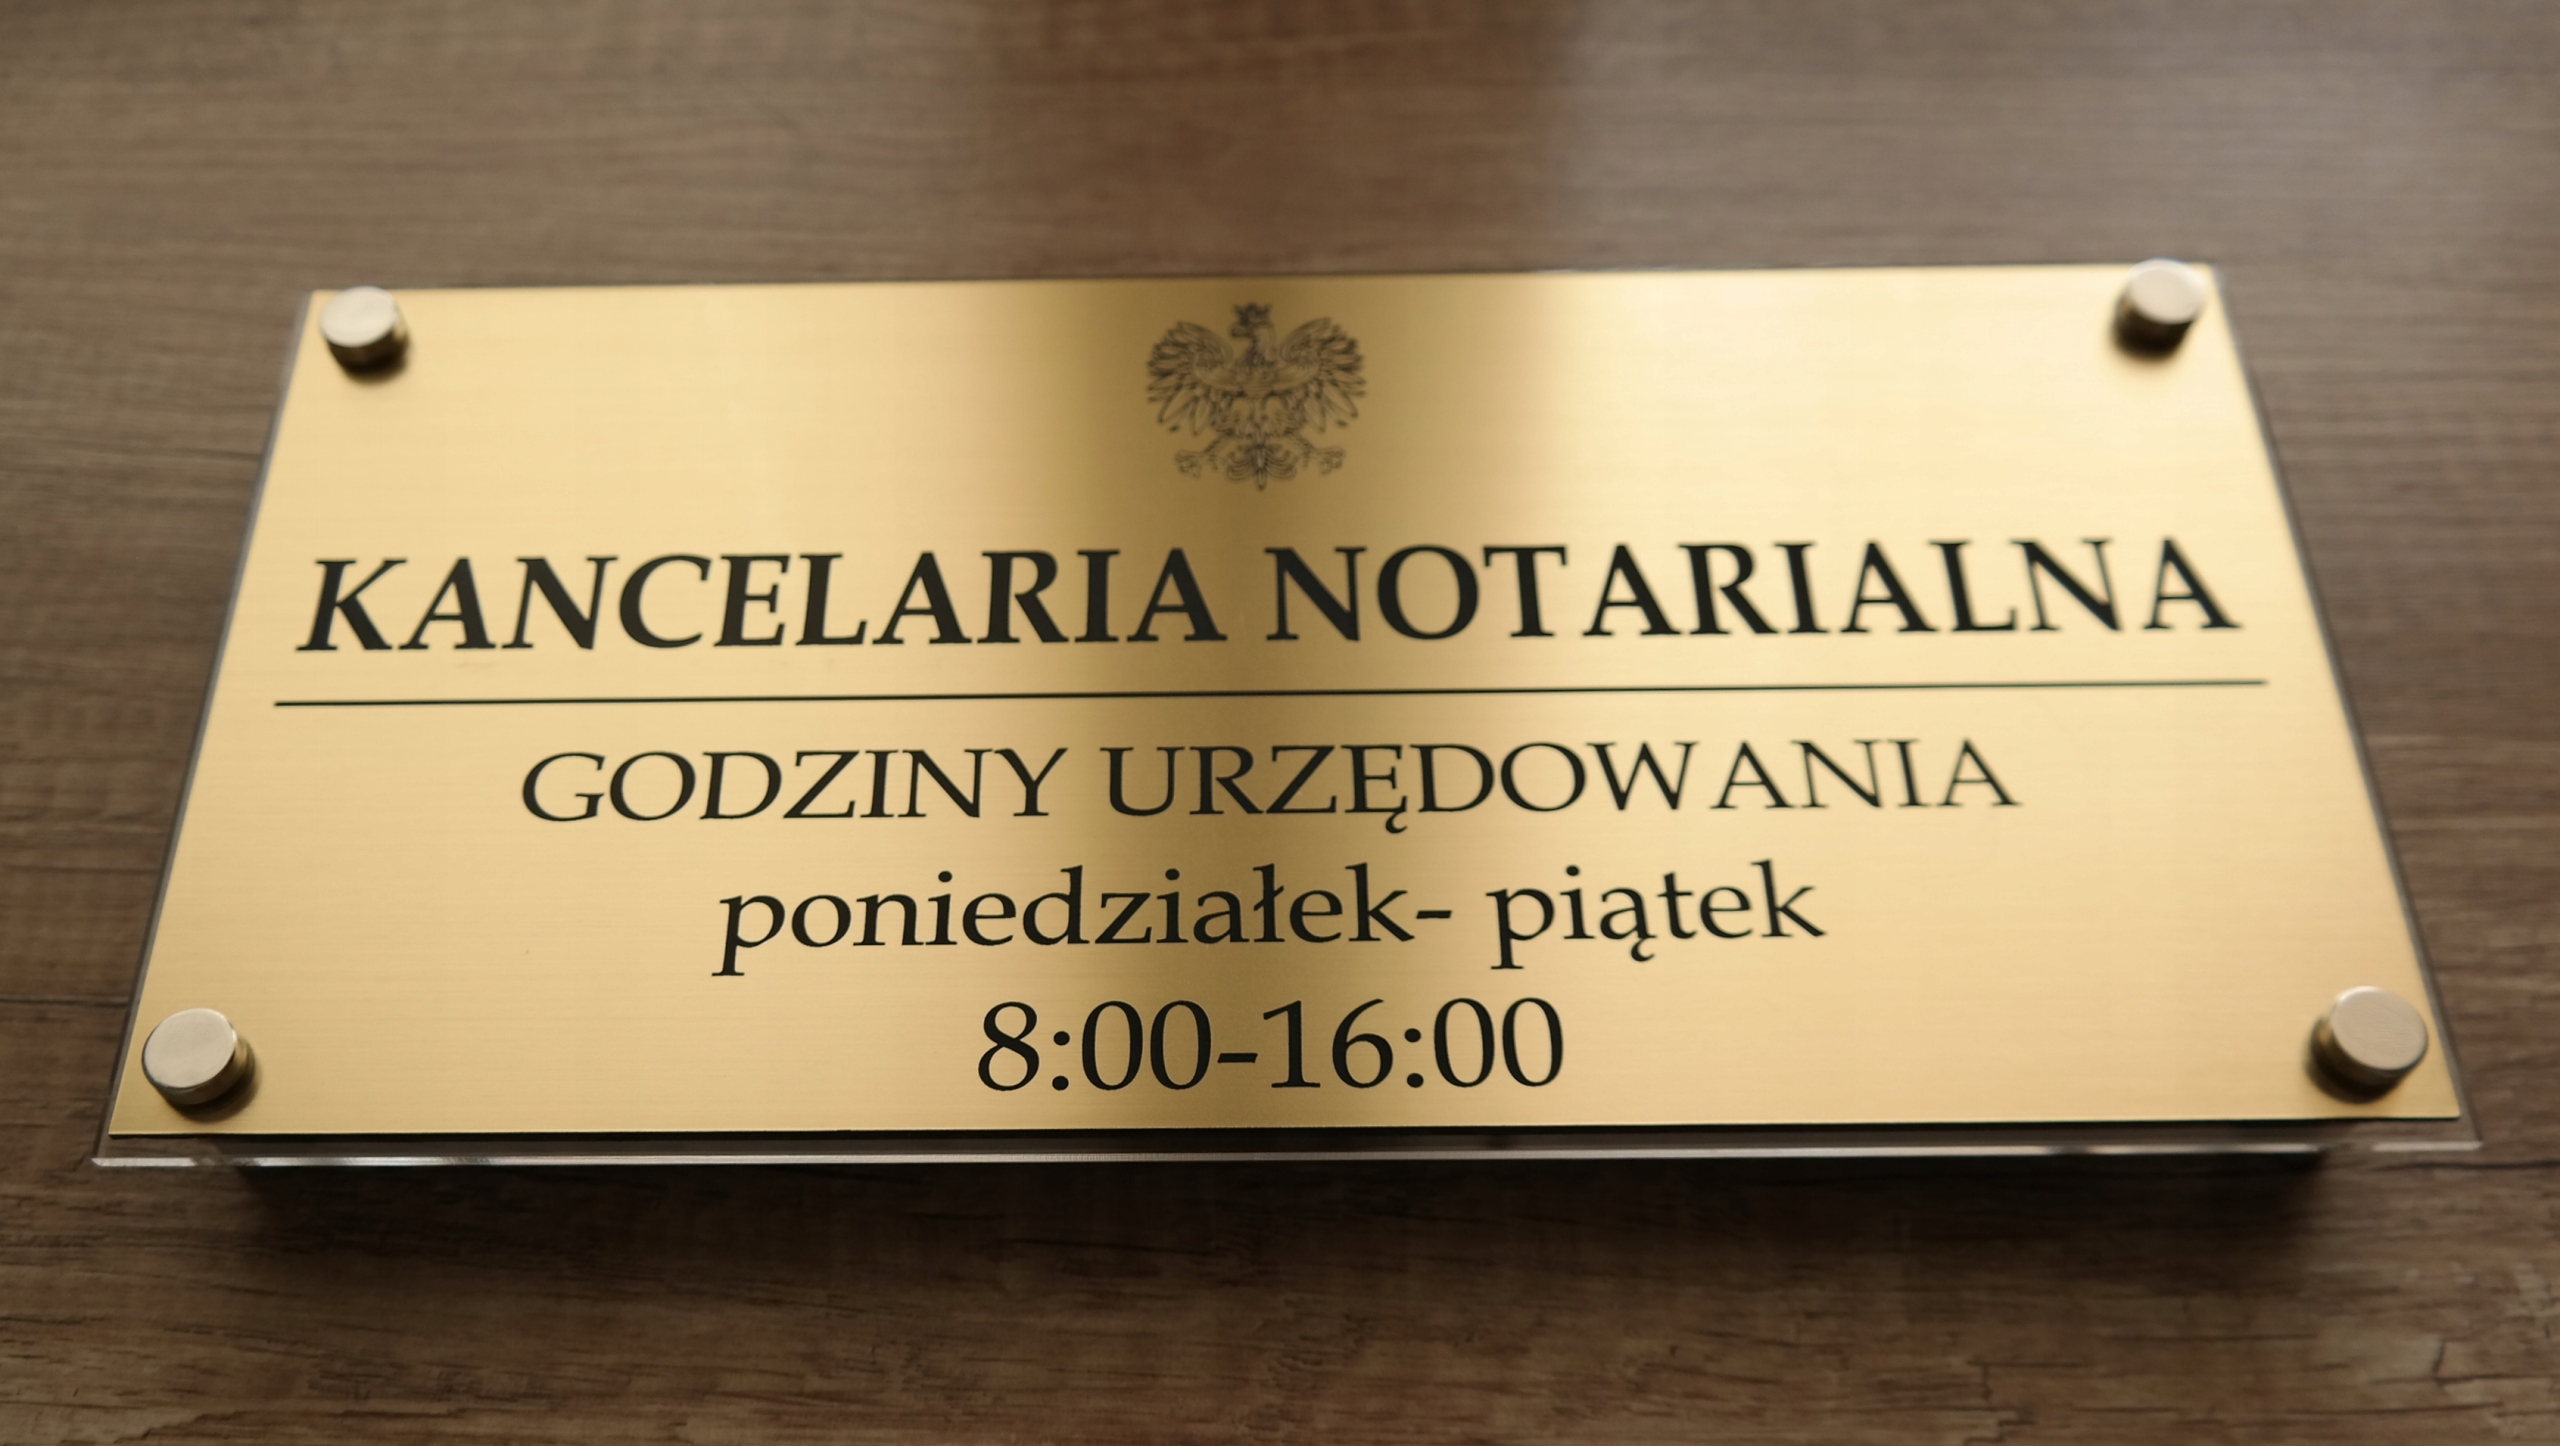 KANCELARIA NOTARIALNA
GODZINY URZĘDOWANIA
poniedziałek- piątek
8:00-16:00